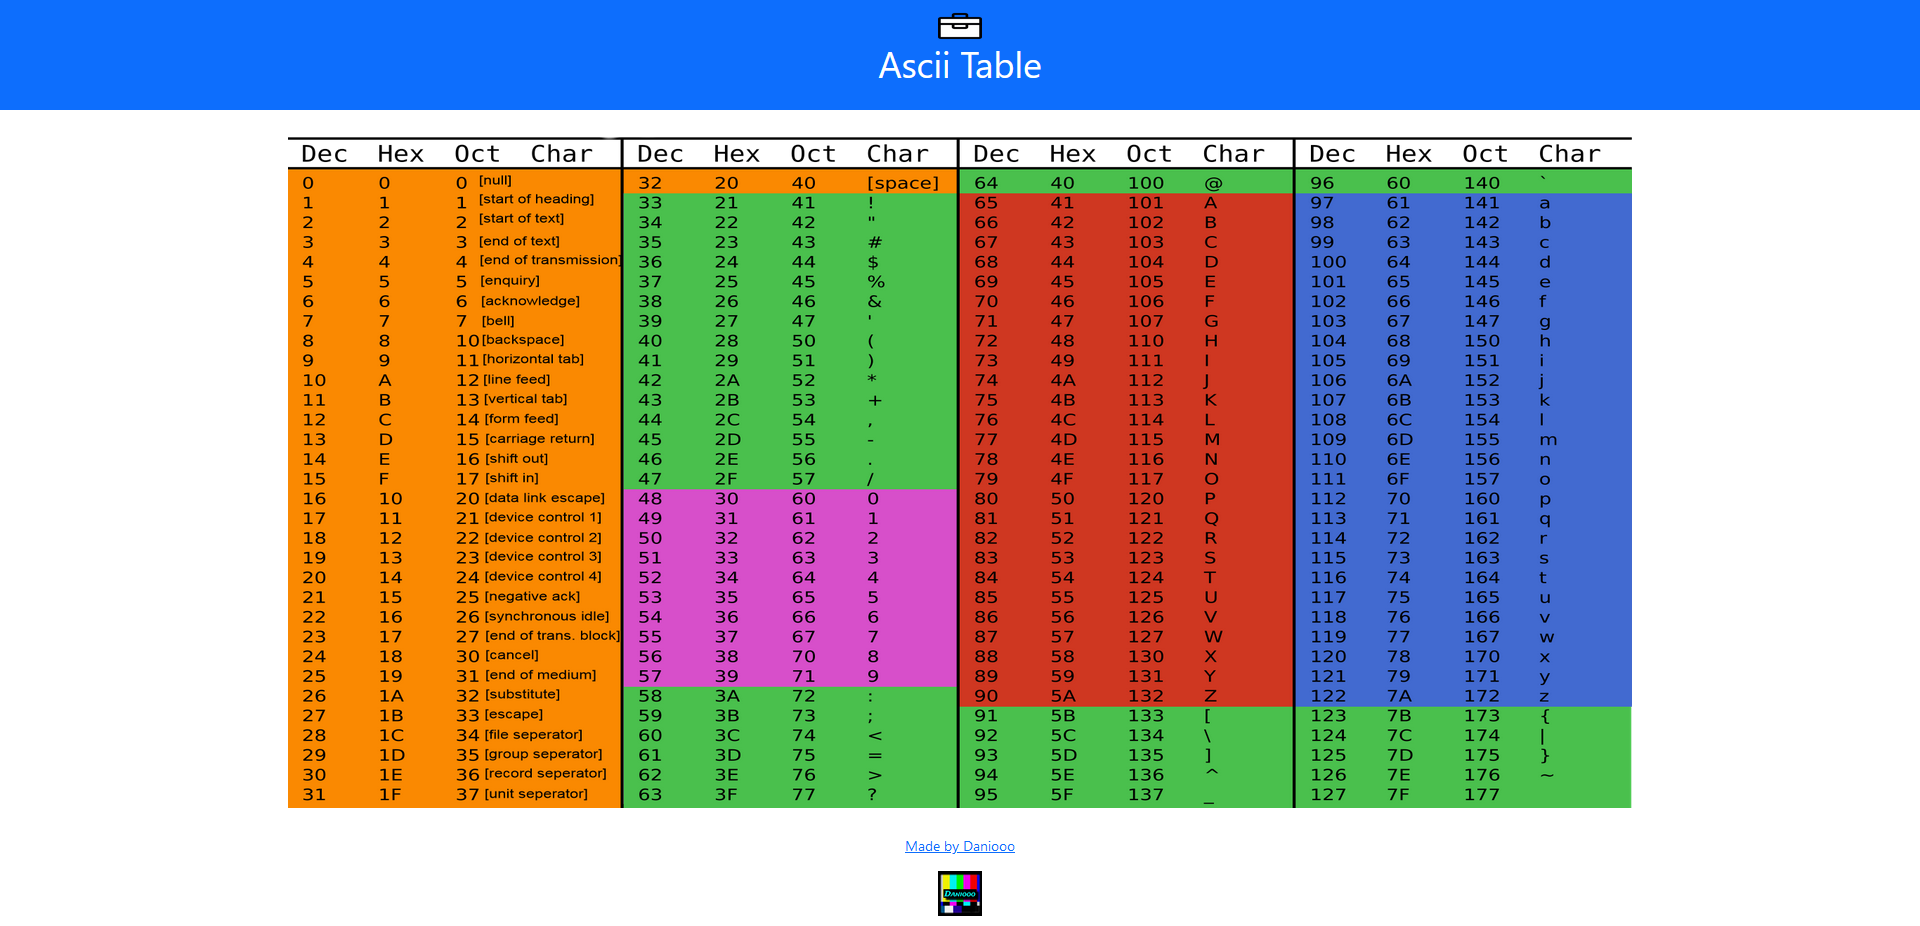 Ascii Table
Dec Hex Oct Char Dec Hex Oct Char Dec Hex Oct Char Dec Hex Oct Char
0 0 0 [null] 32 20 40 [space] 64 40 100 @ 96 60 140 `
1 1 1 [start of heading] 33 21 41 ! 65 41 101 A 97 61 141 a
2 2 2 [start of text] 34 22 42 " 66 42 102 B 98 62 142 b
3 3 3 [end of text] 35 23 43 # 67 43 103 C 99 63 143 c
4 4 4 [end of transmission] 36 24 44 $ 68 44 104 D 100 64 144 d
5 5 5 [enquiry] 37 25 45 % 69 45 105 E 101 65 145 e
6 6 6 [acknowledge] 38 26 46 & 70 46 106 F 102 66 146 f
7 7 7 [bell] 39 27 47 ' 71 47 107 G 103 67 147 g
8 8 10 [backspace] 40 28 50 ( 72 48 110 H 104 68 150 h
9 9 11 [horizontal tab] 41 29 51 ) 73 49 111 I 105 69 151 i
10 A 12 [line feed] 42 2A 52 * 74 4A 112 J 106 6A 152 j
11 B 13 [vertical tab] 43 2B 53 + 75 4B 113 K 107 6B 153 k
12 C 14 [form feed] 44 2C 54 , 76 4C 114 L 108 6C 154 l
13 D 15 [carriage return] 45 2D 55 - 77 4D 115 M 109 6D 155 m
14 E 16 [shift out] 46 2E 56 . 78 4E 116 N 110 6E 156 n
15 F 17 [shift in] 47 2F 57 / 79 4F 117 O 111 6F 157 o
16 10 20 [data link escape] 48 30 60 0 80 50 120 P 112 70 160 p
17 11 21 [device control 1] 49 31 61 1 81 51 121 Q 113 71 161 q
18 12 22 [device control 2] 50 32 62 2 82 52 122 R 114 72 162 r
19 13 23 [device control 3] 51 33 63 3 83 53 123 S 115 73 163 s
20 14 24 [device control 4] 52 34 64 4 84 54 124 T 116 74 164 t
21 15 25 [negative ack] 53 35 65 5 85 55 125 U 117 75 165 u
22 16 26 [synchronous idle] 54 36 66 6 86 56 126 V 118 76 166 v
23 17 27 [end of trans. block] 55 37 67 7 87 57 127 W 119 77 167 w
24 18 30 [cancel] 56 38 70 8 88 58 130 X 120 78 170 x
25 19 31 [end of medium] 57 39 71 9 89 59 131 Y 121 79 171 y
26 1A 32 [substitute] 58 3A 72 : 90 5A 132 Z 122 7A 172 z
27 1B 33 [escape] 59 3B 73 ; 91 5B 133 [ 123 7B 173 {
28 1C 34 [file seperator] 60 3C 74 < 92 5C 134 \ 124 7C 174 |
29 1D 35 [group seperator] 61 3D 75 = 93 5D 135 ] 125 7D 175 }
30 1E 36 [record seperator] 62 3E 76 > 94 5E 136 ^ 126 7E 176 ~
31 1F 37 [unit seperator] 63 3F 77 ? 95 5F 137 _ 127 7F 177
Made by Daniooo
DANIOOO